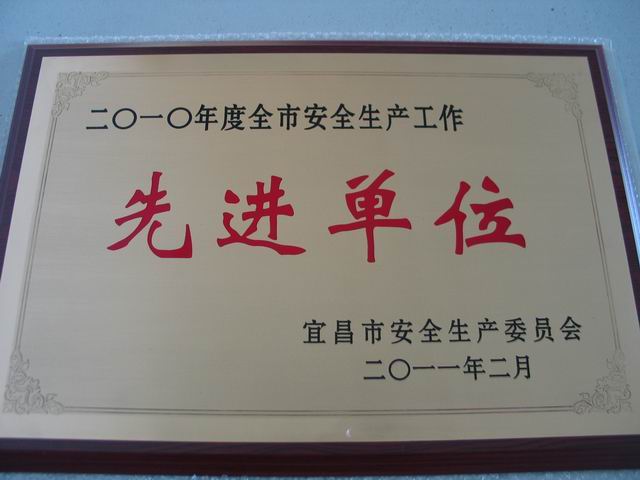 二〇一〇年度全市安全生产工作
先进单位
宜昌市安全生产委员会
二〇一一年二月